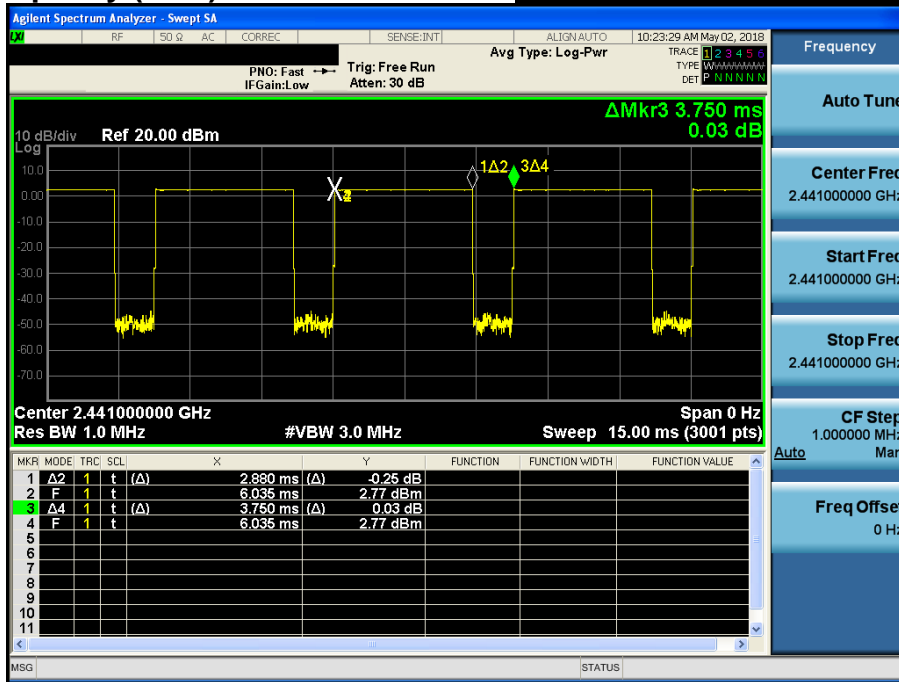 Agilent Spectrum Analyzer - Swept SA
LXI RF 50 Ω AC CORREC SENSE:INT ALIGN AUTO 10:23:29 AM May 02, 2018
Avg Type: Log-Pwr TRACE 1 2 3 4 5 6
PNO: Fast Trig: Free Run TYPE WWWWWW
IFGain:Low Atten: 30 dB DET P N N N N N
ΔMkr3 3.750 ms
0.03 dB
10 dB/div Ref 20.00 dBm
Log
10.0
0.00
-10.0
-20.0
-30.0
-40.0
-50.0
-60.0
-70.0
1Δ2 3Δ4
Center 2.441000000 GHz Span 0 Hz
Res BW 1.0 MHz #VBW 3.0 MHz Sweep 15.00 ms (3001 pts)
MKR MODE TRC SCL X Y FUNCTION FUNCTION WIDTH FUNCTION VALUE
1 Δ2 1 t (Δ) 2.880 ms (Δ) -0.25 dB
2 F 1 t 6.035 ms 2.77 dBm
3 Δ4 1 t (Δ) 3.750 ms (Δ) 0.03 dB
4 F 1 t 6.035 ms 2.77 dBm
5
6
7
8
9
10
11
MSG STATUS
Frequency
Auto Tune
Center Freq
2.441000000 GHz
Start Freq
2.441000000 GHz
Stop Freq
2.441000000 GHz
CF Step
1.000000 MHz
Auto Man
Freq Offset
0 Hz